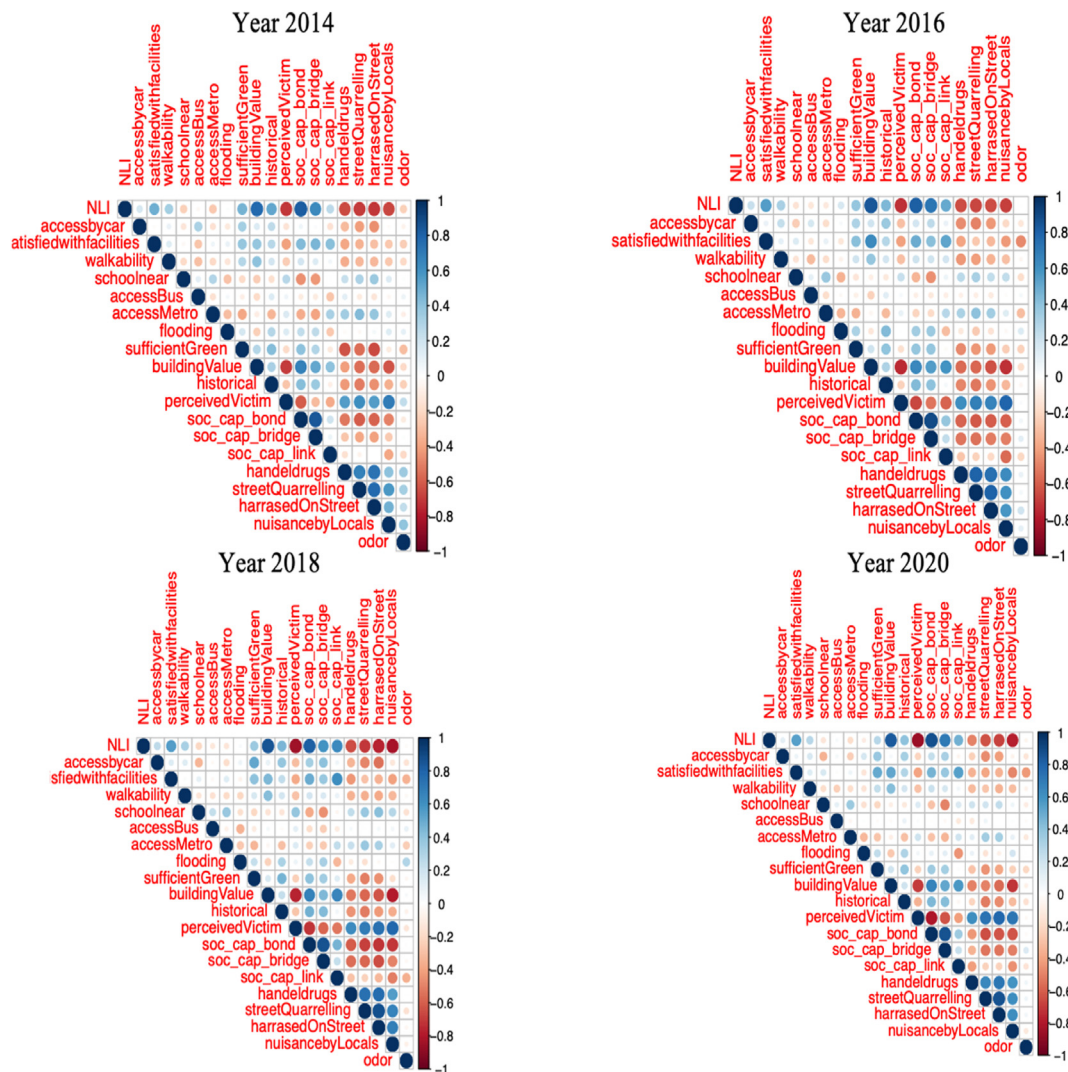 Year 2014
NLI
accessbycar
satisfiedwithfacilities
walkability
schoolnear
accessBus
accessMetro
flooding
sufficientGreen
buildingValue
historical
perceivedVictim
soc_cap_bond
soc_cap_bridge
soc_cap_link
handeldrugs
streetQuarrelling
harrasedOnStreet
nuisancebyLocals
odor
NLI
accessbycar
atisfiedwithfacilities
walkability
schoolnear
accessBus
accessMetro
flooding
sufficientGreen
buildingValue
historical
perceivedVictim
soc_cap_bond
soc_cap_bridge
soc_cap_link
handeldrugs
streetQuarrelling
harrasedOnStreet
nuisancebyLocals
odor
1
0.8
0.6
0.4
0.2
0
−0.2
−0.4
−0.6
−0.8
−1
Year 2016
NLI
accessbycar
satisfiedwithfacilities
walkability
schoolnear
accessBus
accessMetro
flooding
sufficientGreen
buildingValue
historical
perceivedVictim
soc_cap_bond
soc_cap_bridge
soc_cap_link
handeldrugs
streetQuarrelling
harrasedOnStreet
nuisancebyLocals
odor
NLI
accessbycar
satisfiedwithfacilities
walkability
schoolnear
accessBus
accessMetro
flooding
sufficientGreen
buildingValue
historical
perceivedVictim
soc_cap_bond
soc_cap_bridge
soc_cap_link
handeldrugs
streetQuarrelling
harrasedOnStreet
nuisancebyLocals
odor
1
0.8
0.6
0.4
0.2
0
−0.2
−0.4
−0.6
−0.8
−1
Year 2018
NLI
accessbycar
satisfiedwithfacilities
walkability
schoolnear
accessBus
accessMetro
flooding
sufficientGreen
buildingValue
historical
perceivedVictim
soc_cap_bond
soc_cap_bridge
soc_cap_link
handeldrugs
streetQuarrelling
harrasedOnStreet
nuisancebyLocals
odor
NLI
accessbycar
sfiedwithfacilities
walkability
schoolnear
accessBus
accessMetro
flooding
sufficientGreen
buildingValue
historical
perceivedVictim
soc_cap_bond
soc_cap_bridge
soc_cap_link
handeldrugs
streetQuarrelling
harrasedOnStreet
nuisancebyLocals
odor
1
0.8
0.6
0.4
0.2
0
−0.2
−0.4
−0.6
−0.8
−1
Year 2020
NLI
accessbycar
satisfiedwithfacilities
walkability
schoolnear
accessBus
accessMetro
flooding
sufficientGreen
buildingValue
historical
perceivedVictim
soc_cap_bond
soc_cap_bridge
soc_cap_link
handeldrugs
streetQuarrelling
harrasedOnStreet
nuisancebyLocals
odor
NLI
accessbycar
satisfiedwithfacilities
walkability
schoolnear
accessBus
accessMetro
flooding
sufficientGreen
buildingValue
historical
perceivedVictim
soc_cap_bond
soc_cap_bridge
soc_cap_link
handeldrugs
streetQuarrelling
harrasedOnStreet
nuisancebyLocals
odor
1
0.8
0.6
0.4
0.2
0
−0.2
−0.4
−0.6
−0.8
−1